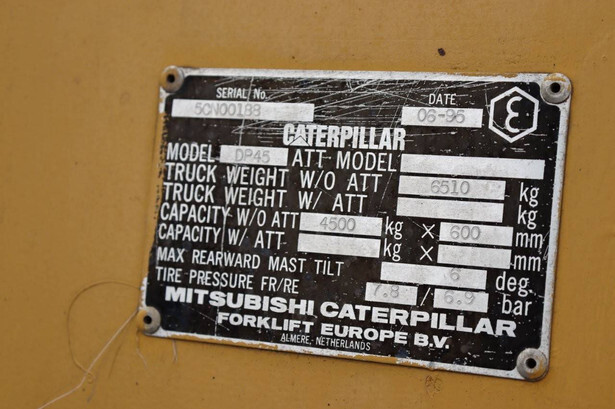 SERIAL No. DATE
5CN00188 06-95
Ɛ
CATERPILLAR
MODEL DP45 ATT MODEL
TRUCK WEIGHT W/O ATT 6510 kg
TRUCK WEIGHT W/ ATT kg
CAPACITY W/O ATT 4500 kg × 600 mm
CAPACITY W/ ATT kg × mm
MAX REARWARD MAST TILT 6 deg
TIRE PRESSURE FR/RE 7.8 / 6.9 bar
MITSUBISHI CATERPILLAR
FORKLIFT EUROPE B.V.
ALMERE, NETHERLANDS